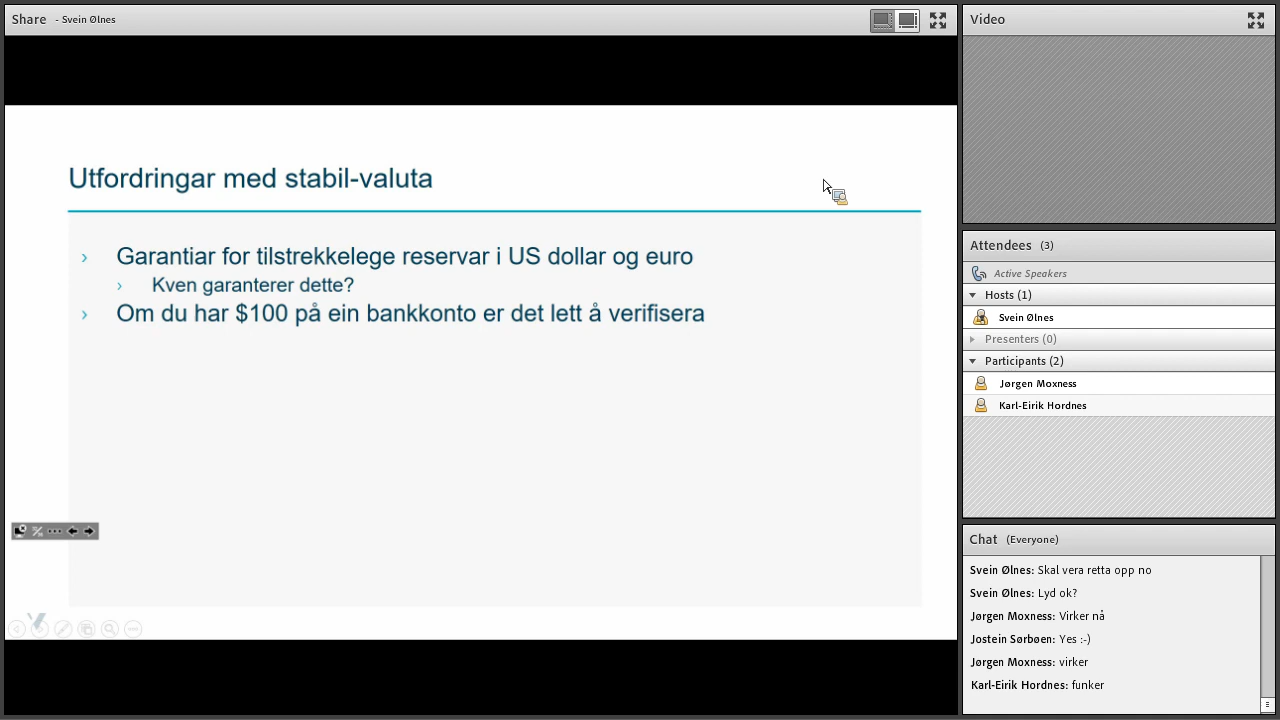 Share - Svein Ølnes
Utfordringar med stabil-valuta
› Garantiar for tilstrekkelege reservar i US dollar og euro
› Kven garanterer dette?
› Om du har $100 på ein bankkonto er det lett å verifisera
Video
Attendees (3)
Active Speakers
Hosts (1)
Svein Ølnes
Presenters (0)
Participants (2)
Jørgen Moxness
Karl-Eirik Hordnes
Chat (Everyone)
Svein Ølnes: Skal vera retta opp no
Svein Ølnes: Lyd ok?
Jørgen Moxness: Virker nå
Jostein Sørbøen: Yes :-)
Jørgen Moxness: virker
Karl-Eirik Hordnes: funker